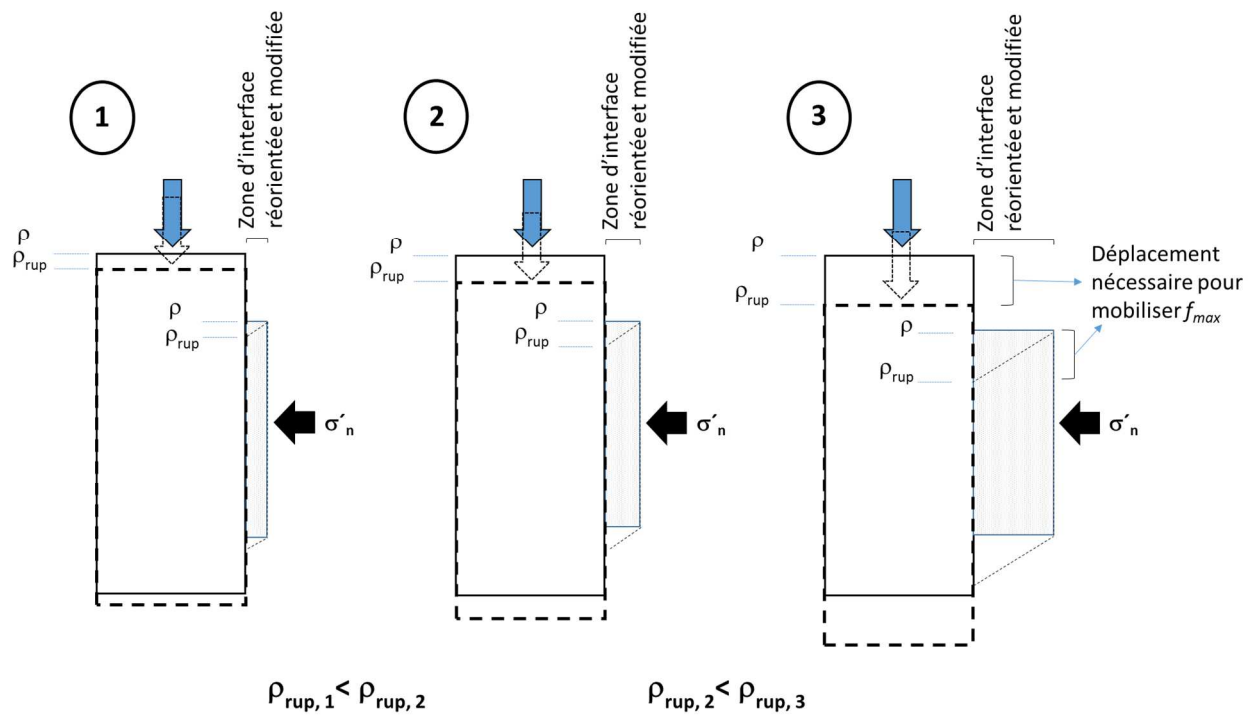 1
Zone d'interface
réorientée et modifiée
ρ
ρrup
ρ
ρrup
σ´n
2
Zone d'interface
réorientée et modifiée
ρ
ρrup
ρ
ρrup
σ´n
3
Zone d'interface
réorientée et modifiée
ρ
ρrup
ρ
ρrup
Déplacement
nécessaire pour
mobiliser fmax
σ´n
ρrup, 1< ρrup, 2
ρrup,2< ρrup, 3